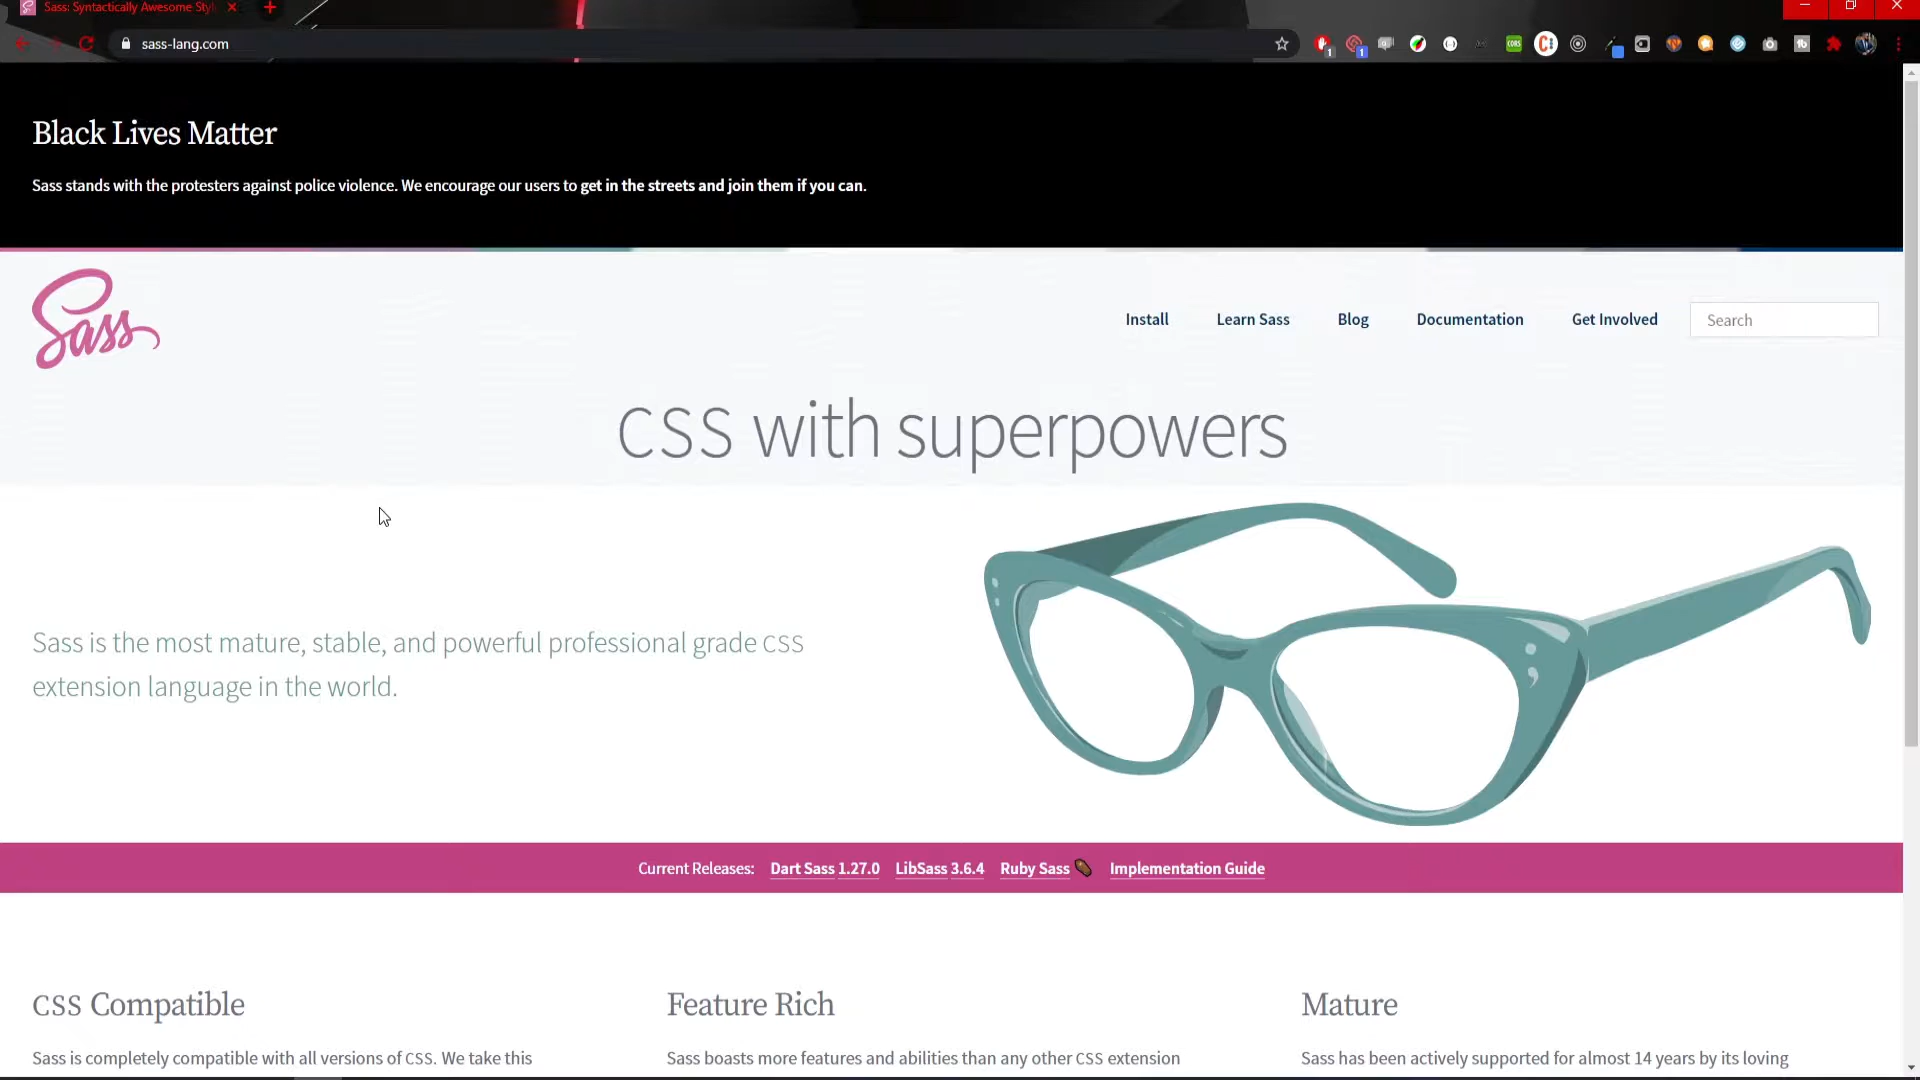 Sass: Syntactically Awesome Styl
sass-lang.com
Black Lives Matter
Sass stands with the protesters against police violence. We encourage our users to get in the streets and join them if you can.
Sass
Install Learn Sass Blog Documentation Get Involved Search
CSS with superpowers
Sass is the most mature, stable, and powerful professional grade CSS
extension language in the world.
Current Releases: Dart Sass 1.27.0 LibSass 3.6.4 Ruby Sass Implementation Guide
CSS Compatible Feature Rich Mature
Sass is completely compatible with all versions of CSS. We take this
Sass boasts more features and abilities than any other CSS extension
Sass has been actively supported for almost 14 years by its loving